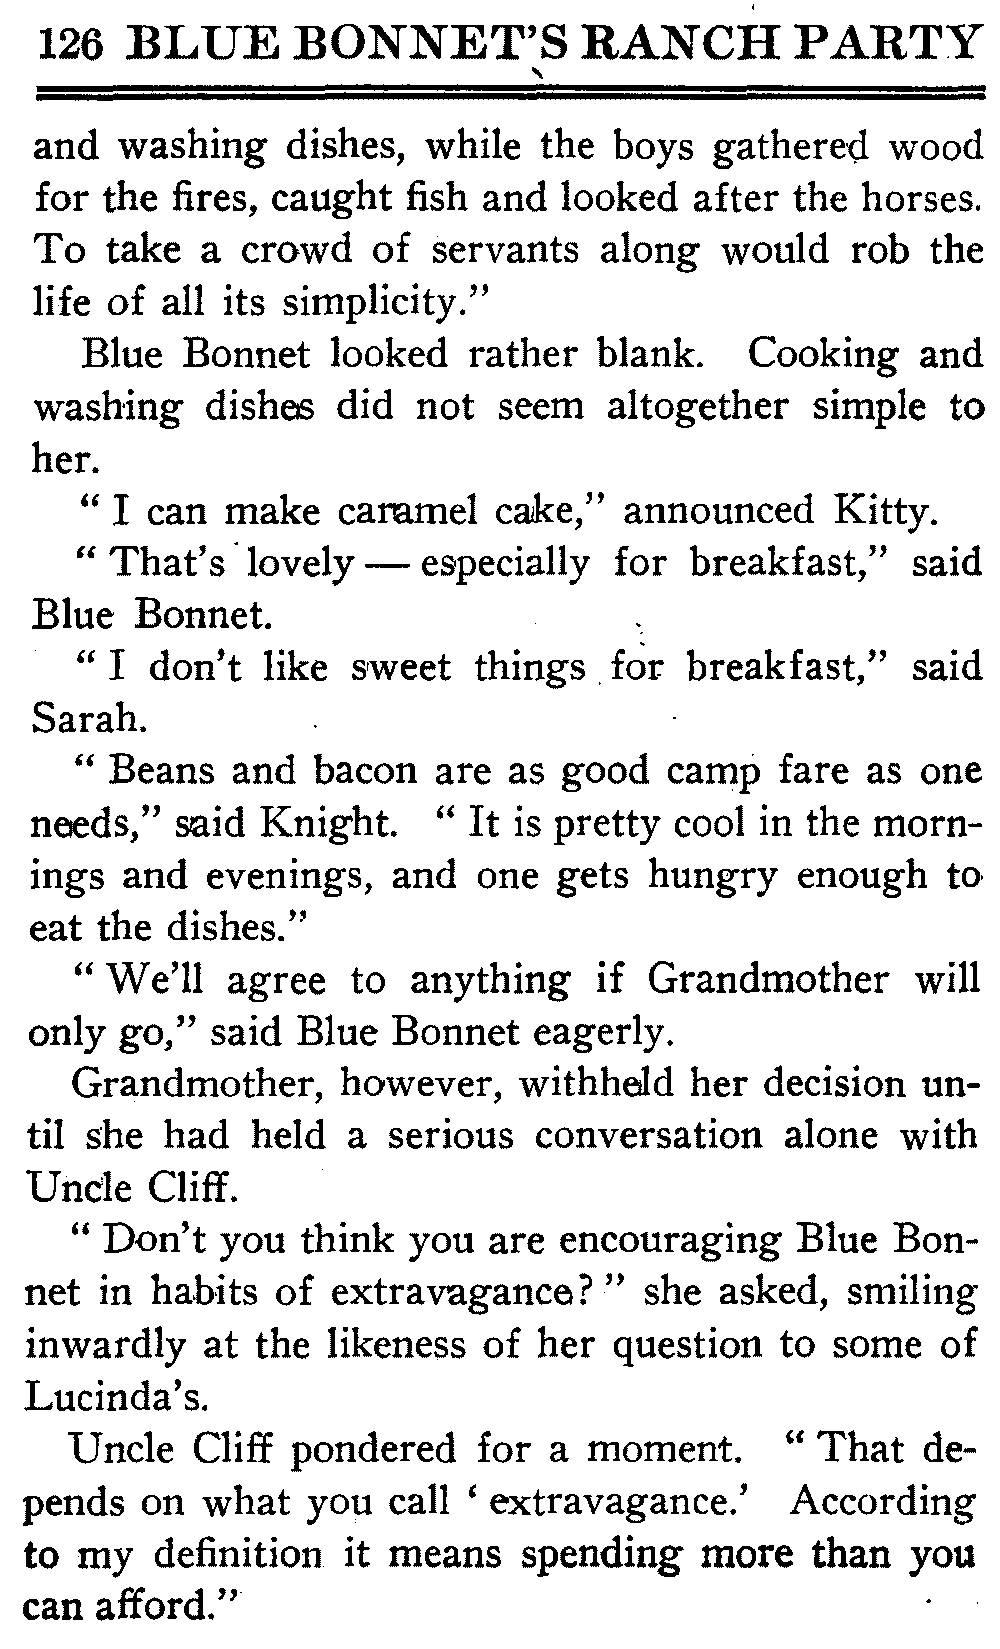 126 BLUE BONNET'S RANCH PARTY
and washing dishes, while the boys gathered wood
for the fires, caught fish and looked after the horses.
To take a crowd of servants along would rob the
life of all its simplicity."
Blue Bonnet looked rather blank. Cooking and
washing dishes did not seem altogether simple to
her.
" I can make caramel cake," announced Kitty.
" That's lovely — especially for breakfast," said
Blue Bonnet.
" I don't like sweet things for breakfast," said
Sarah.
" Beans and bacon are as good camp fare as one
needs," said Knight. " It is pretty cool in the morn-
ings and evenings, and one gets hungry enough to
eat the dishes."
" We'll agree to anything if Grandmother will
only go," said Blue Bonnet eagerly.
Grandmother, however, withheld her decision un-
til she had held a serious conversation alone with
Uncle Cliff.
" Don't you think you are encouraging Blue Bon-
net in habits of extravagance? " she asked, smiling
inwardly at the likeness of her question to some of
Lucinda's.
Uncle Cliff pondered for a moment. " That de-
pends on what you call ' extravagance.' According
to my definition it means spending more than you
can afford."